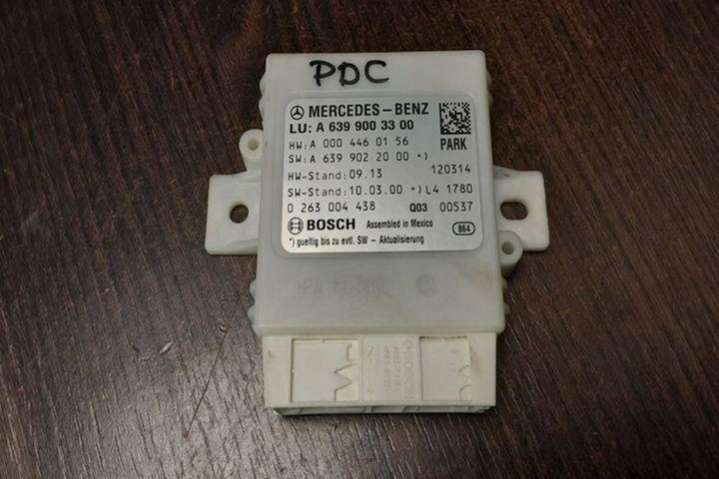 PDC
MERCEDES-BENZ
LU: A 639 900 33 00
HW: A 000 446 01 56
PARK
SW: A 639 902 20 00 *)
HW-Stand: 09.13 120314
SW-Stand: 10.03.00 *) L4 1780
0 263 004 438 Q03 00537
BOSCH Assembled in Mexico
864
*) gueltig bis zu evtl. SW - Aktualisierung